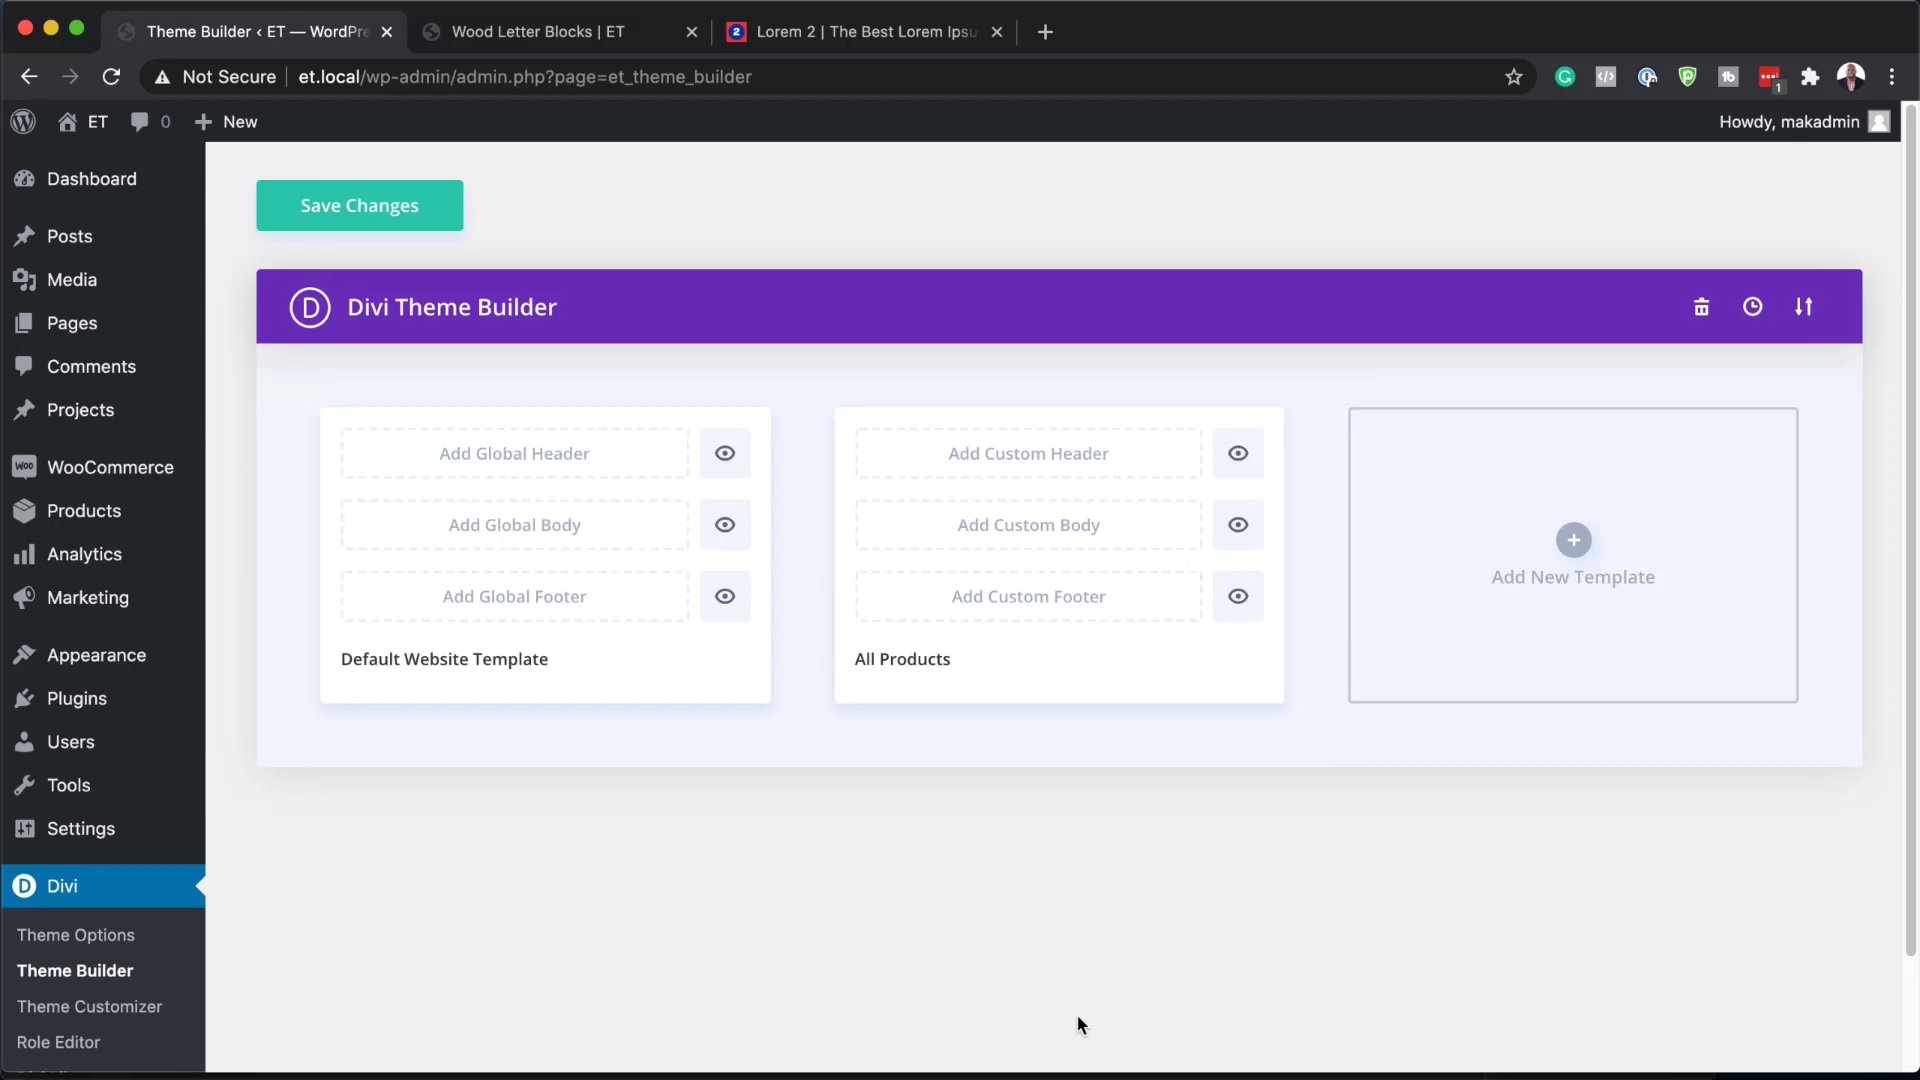 Theme Builder ‹ ET — WordPre
Wood Letter Blocks | ET
2
Lorem 2 | The Best Lorem Ipsu
Not Secure
et.local/wp-admin/admin.php?page=et_theme_builder
1
ET
0
New
Howdy, makadmin
Dashboard
Posts
Media
Pages
Comments
Projects
WooCommerce
Products
Analytics
Marketing
Appearance
Plugins
Users
Tools
Settings
Divi
Theme Options
Theme Builder
Theme Customizer
Role Editor
Save Changes
D
Divi Theme Builder
Add Global Header
Add Global Body
Add Global Footer
Default Website Template
Add Custom Header
Add Custom Body
Add Custom Footer
All Products
Add New Template